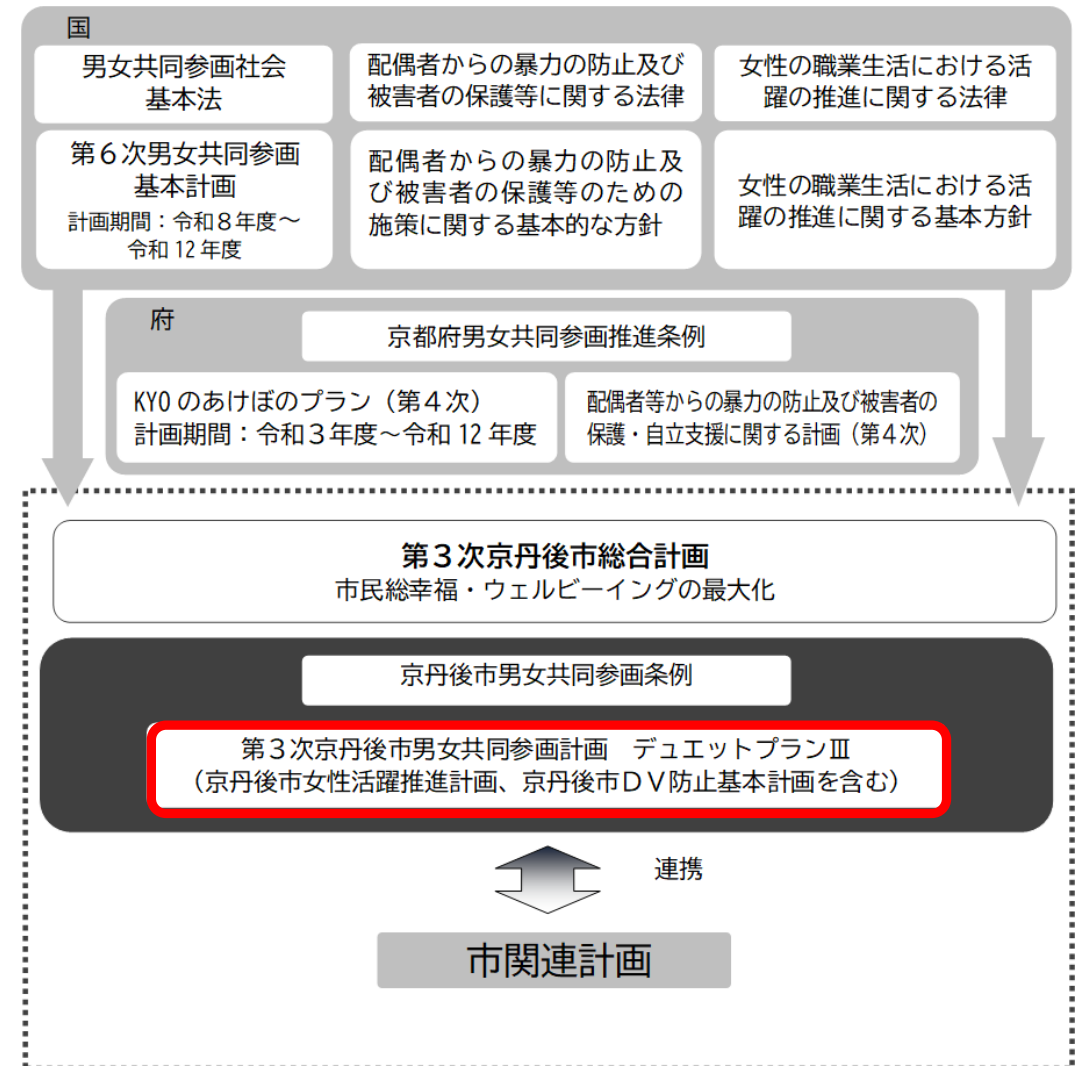 国
男女共同参画社会
基本法
配偶者からの暴力の防止及び
被害者の保護等に関する法律
女性の職業生活における活
躍の推進に関する法律
第６次男女共同参画
基本計画
計画期間：令和８年度～
令和 12 年度
配偶者からの暴力の防止及
び被害者の保護等のための
施策に関する基本的な方針
女性の職業生活における活
躍の推進に関する基本方針
府
京都府男女共同参画推進条例
KYO のあけぼのプラン（第４次）
計画期間：令和３年度～令和 12 年度
配偶者等からの暴力の防止及び被害者の
保護・自立支援に関する計画（第４次）
第３次京丹後市総合計画
市民総幸福・ウェルビーイングの最大化
京丹後市男女共同参画条例
第３次京丹後市男女共同参画計画　デュエットプランⅢ
（京丹後市女性活躍推進計画、京丹後市ＤＶ防止基本計画を含む）
連携
市関連計画